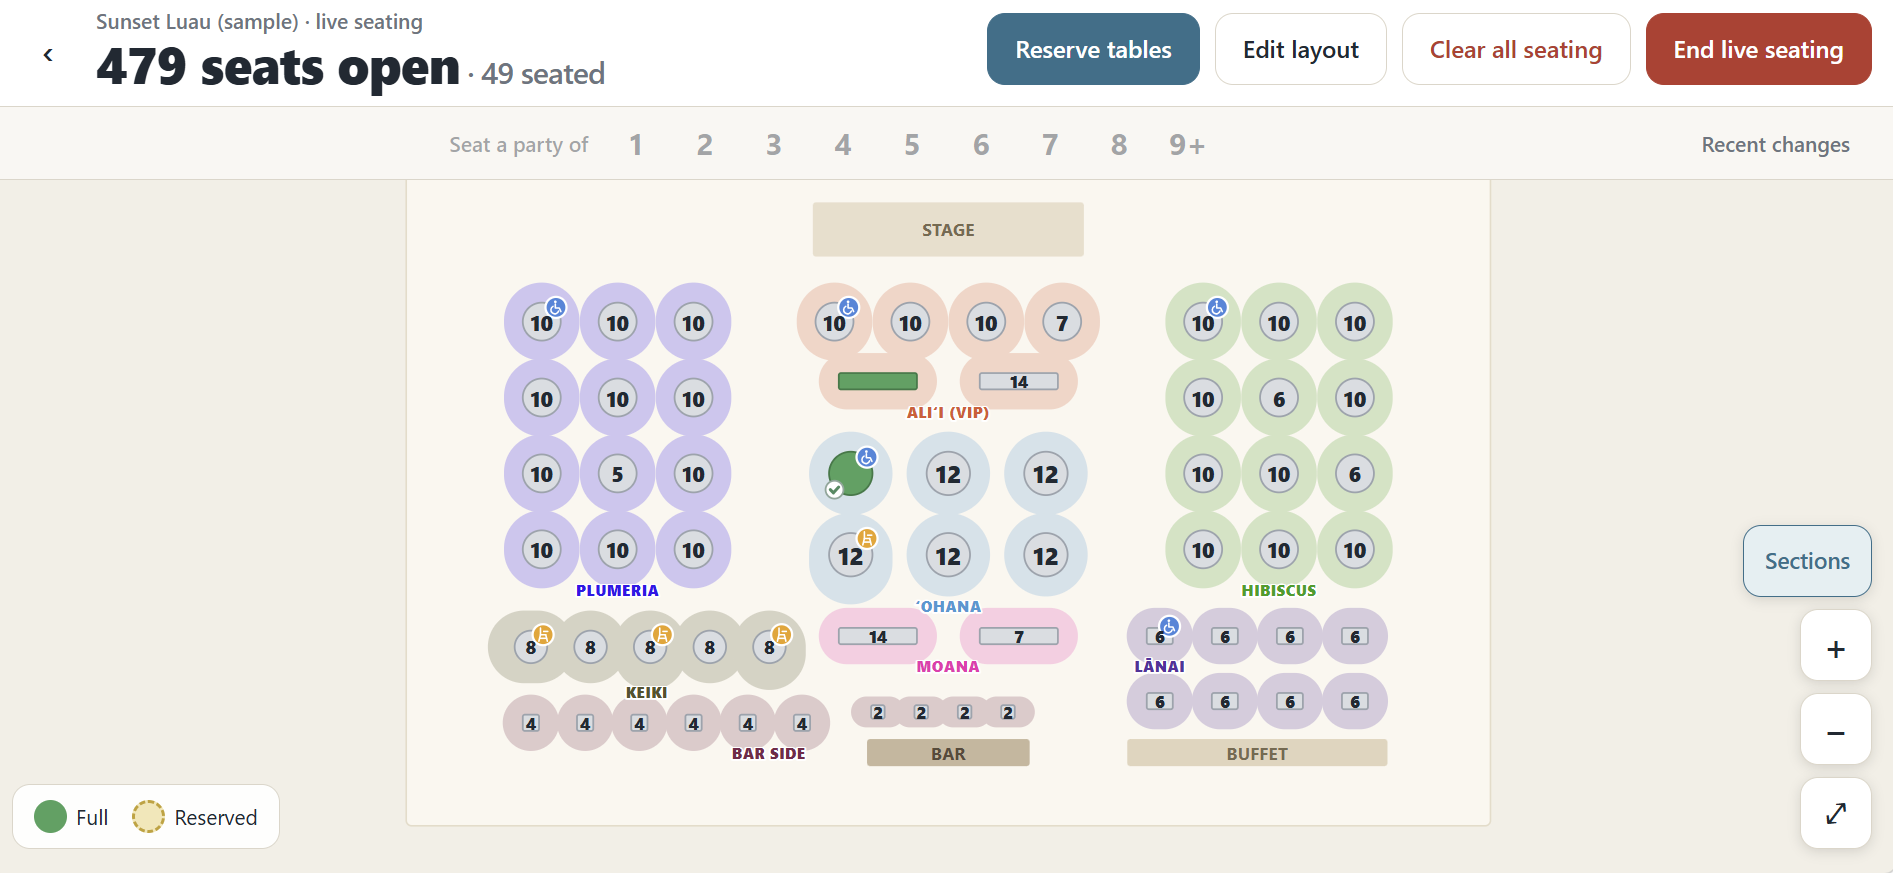 Sunset Luau (sample) · live seating
479 seats open · 49 seated
Reserve tables
Edit layout
Clear all seating
End live seating
Seat a party of 1 2 3 4 5 6 7 8 9+
Recent changes
STAGE
10 10 10
10 10 10
10 5 10
10 10 10
PLUMERIA
10 10 10 7
14
ALIʻI (VIP)
12 12
12 12 12
ʻOHANA
10 10 10
10 6 10
10 10 6
10 10 10
HIBISCUS
8 8 8 8 8
KEIKI
14 7
MOANA
6 6 6 6
LĀNAI
6 6 6 6
4 4 4 4 4 4
BAR SIDE
2 2 2 2
BAR
BUFFET
Sections
+
−
Full
Reserved